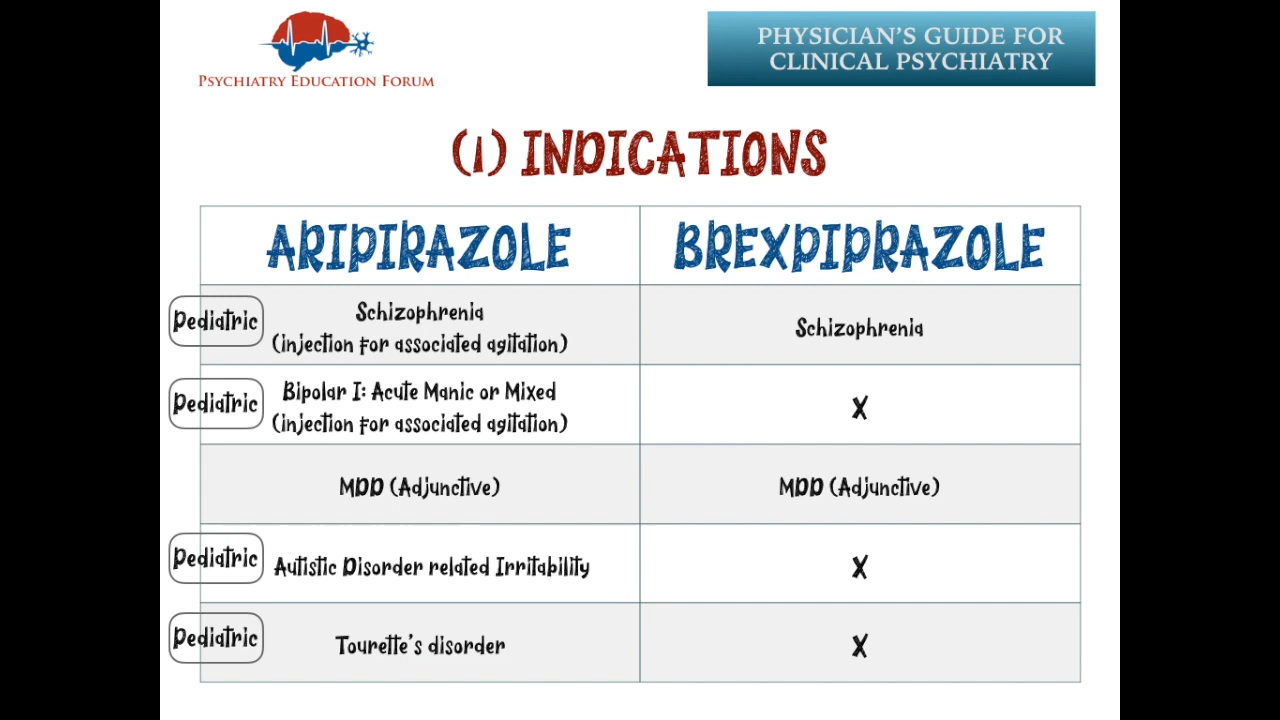 PSYCHIATRY EDUCATION FORUM
PHYSICIAN'S GUIDE FOR
CLINICAL PSYCHIATRY
(1) INDICATIONS
ARIPIRAZOLE
BREXPIPRAZOLE
Pediatric
Schizophrenia
(injection for associated agitation)
Schizophrenia
Pediatric
Bipolar I: Acute Manic or Mixed
(injection for associated agitation)
X
MDD (Adjunctive)
MDD (Adjunctive)
Pediatric
Autistic Disorder related Irritability
X
Pediatric
Tourette's disorder
X